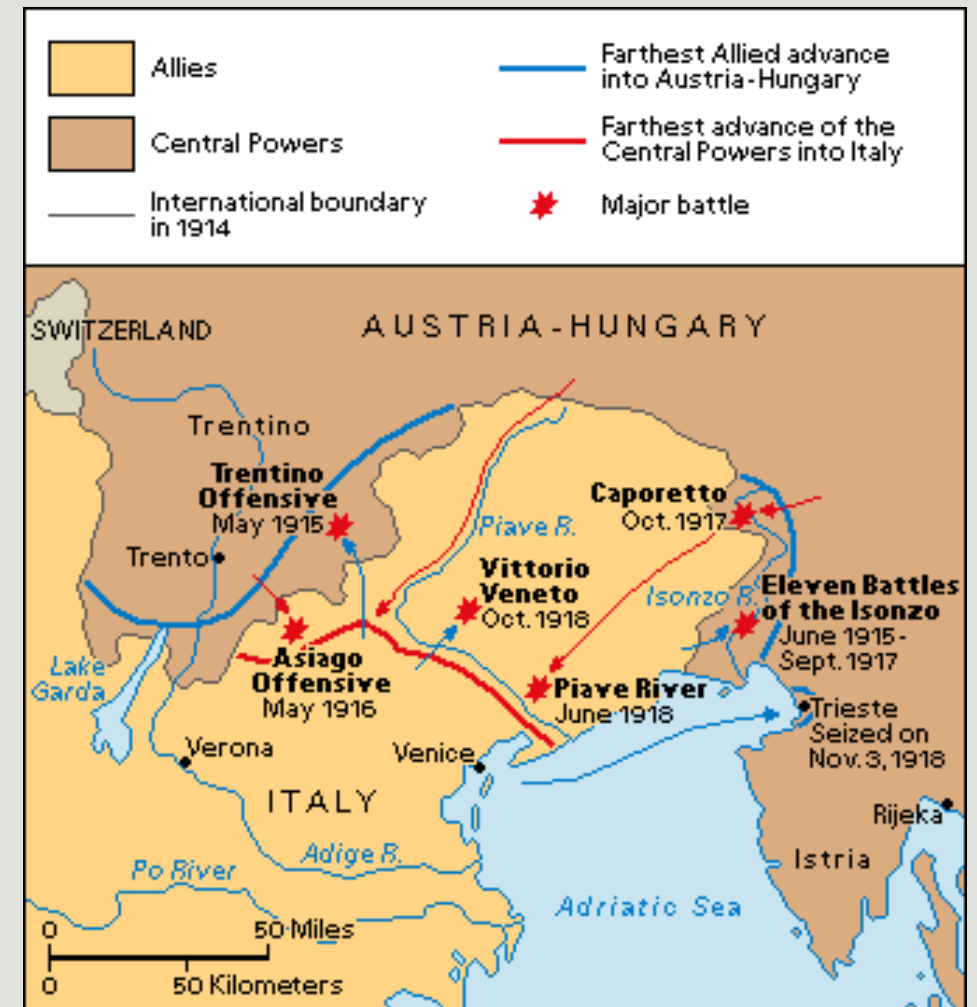 Allies
Central Powers
International boundary
in 1914
Farthest Allied advance
into Austria-Hungary
Farthest advance of the
Central Powers into Italy
Major battle
SWITZERLAND
AUSTRIA-HUNGARY
Trentino
Trentino
Offensive
May 1915
Trento
Caporetto
Oct. 1917
Piave R.
Vittorio
Veneto
Oct. 1918
Isonzo R.
Eleven Battles
of the Isonzo
June 1915-
Sept. 1917
Lake
Garda
Asiago
Offensive
May 1916
Piave River
June 1918
Trieste
Seized on
Nov. 3, 1918
Verona
Venice
ITALY
Rijeka
Istria
Adige R.
Po River
Adriatic Sea
0 50 Miles
0 50 Kilometers